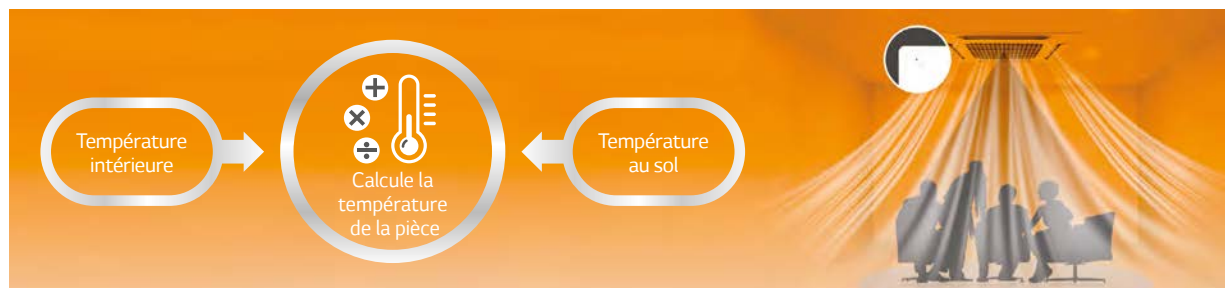 Température
intérieure
Calcule la
température
de la pièce
Température
au sol